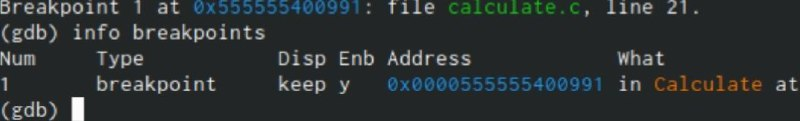 Breakpoint 1 at 0x555555400991: file calculate.c, line 21.
(gdb) info breakpoints
Num Type Disp Enb Address What
1 breakpoint keep y 0x0000555555400991 in Calculate at
(gdb)